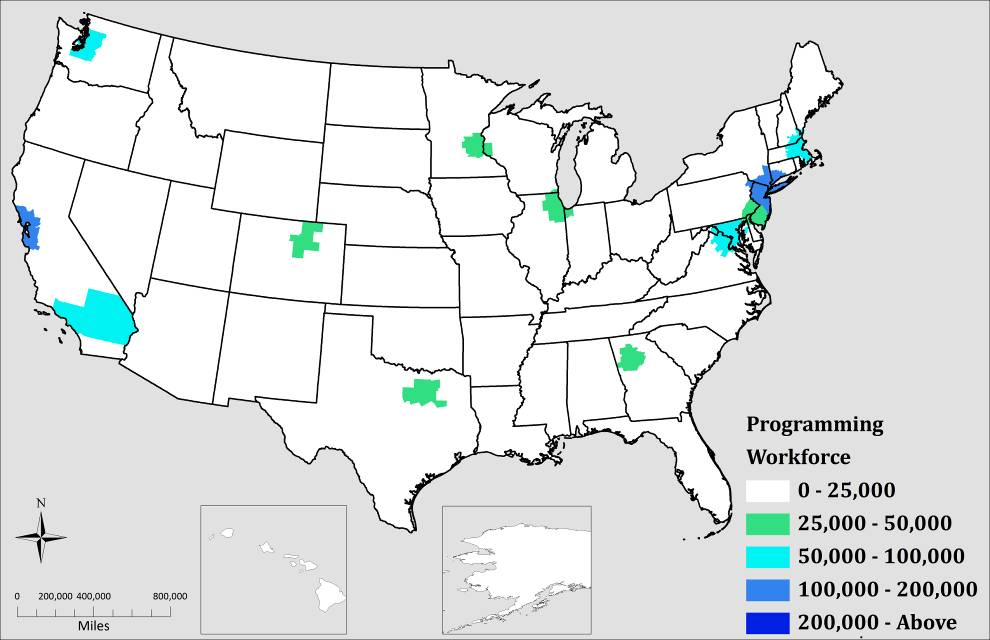 Programming
Workforce
0 - 25,000
25,000 - 50,000
50,000 - 100,000
100,000 - 200,000
200,000 - Above
N
0 200,000 400,000 800,000
Miles